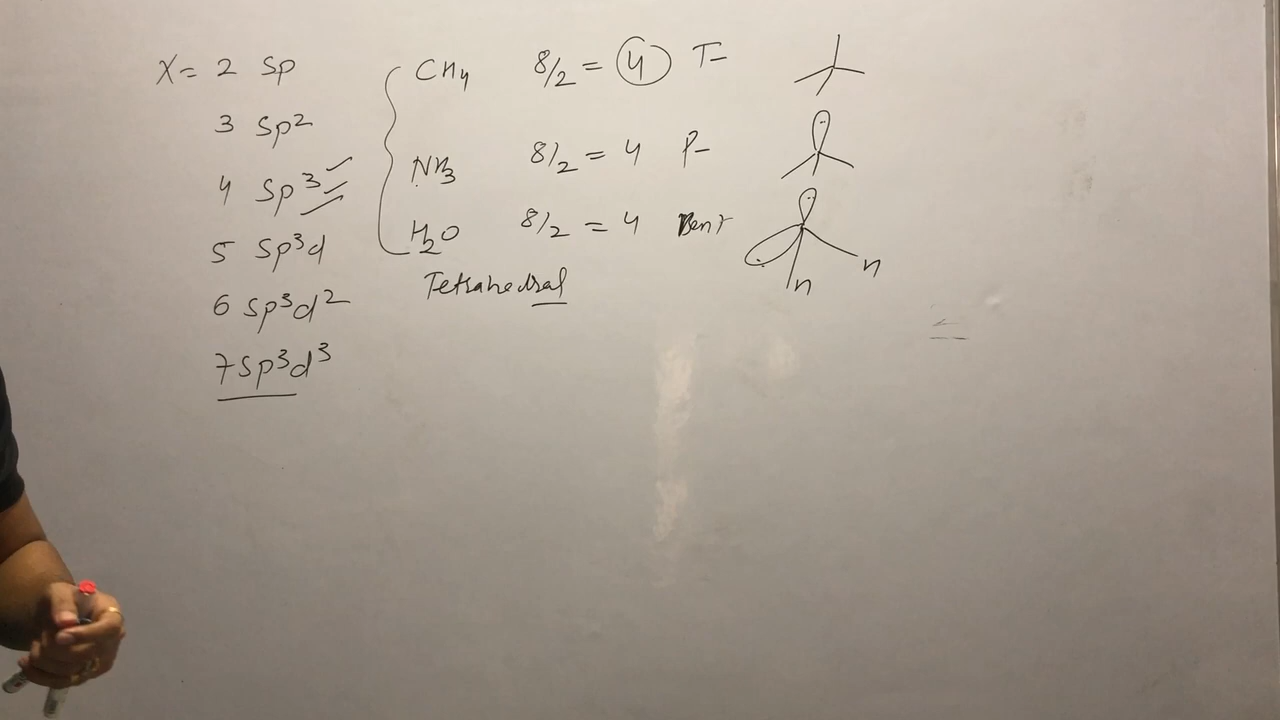 X = 2 sp
3 sp²
4 sp³
5 sp³d
6 sp³d²
7 sp³d³
CH₄ 8/2 = 4 T-
NH₃ 8/2 = 4 P-
H₂O 8/2 = 4 Bent
Tetrahedral
n
n